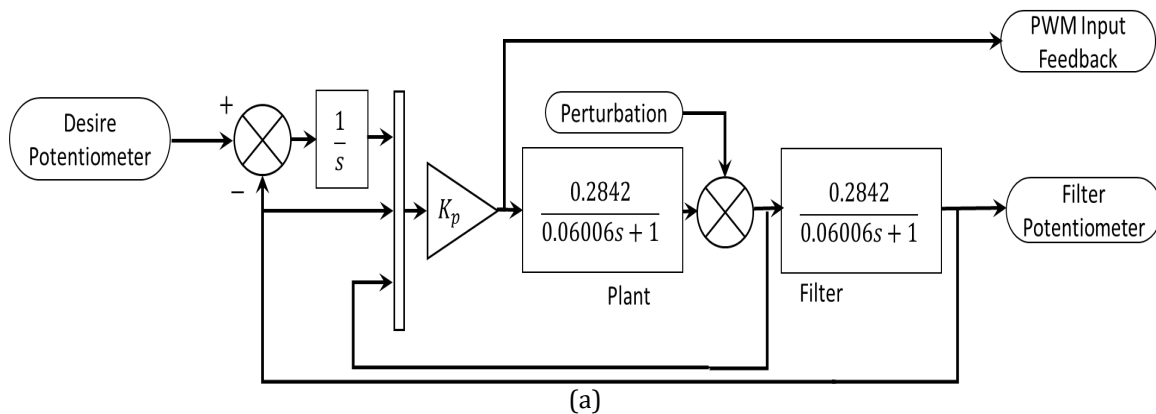 PWM Input
Feedback
Desire
Potentiometer
+
−
1
s
Perturbation
K_p
0.2842
0.06006s + 1
Plant
0.2842
0.06006s + 1
Filter
Filter
Potentiometer
(a)